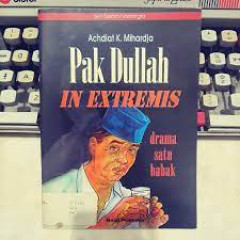 Achdiat K. Mihardja
Pak Dullah
IN EXTREMIS
drama
satu
babak